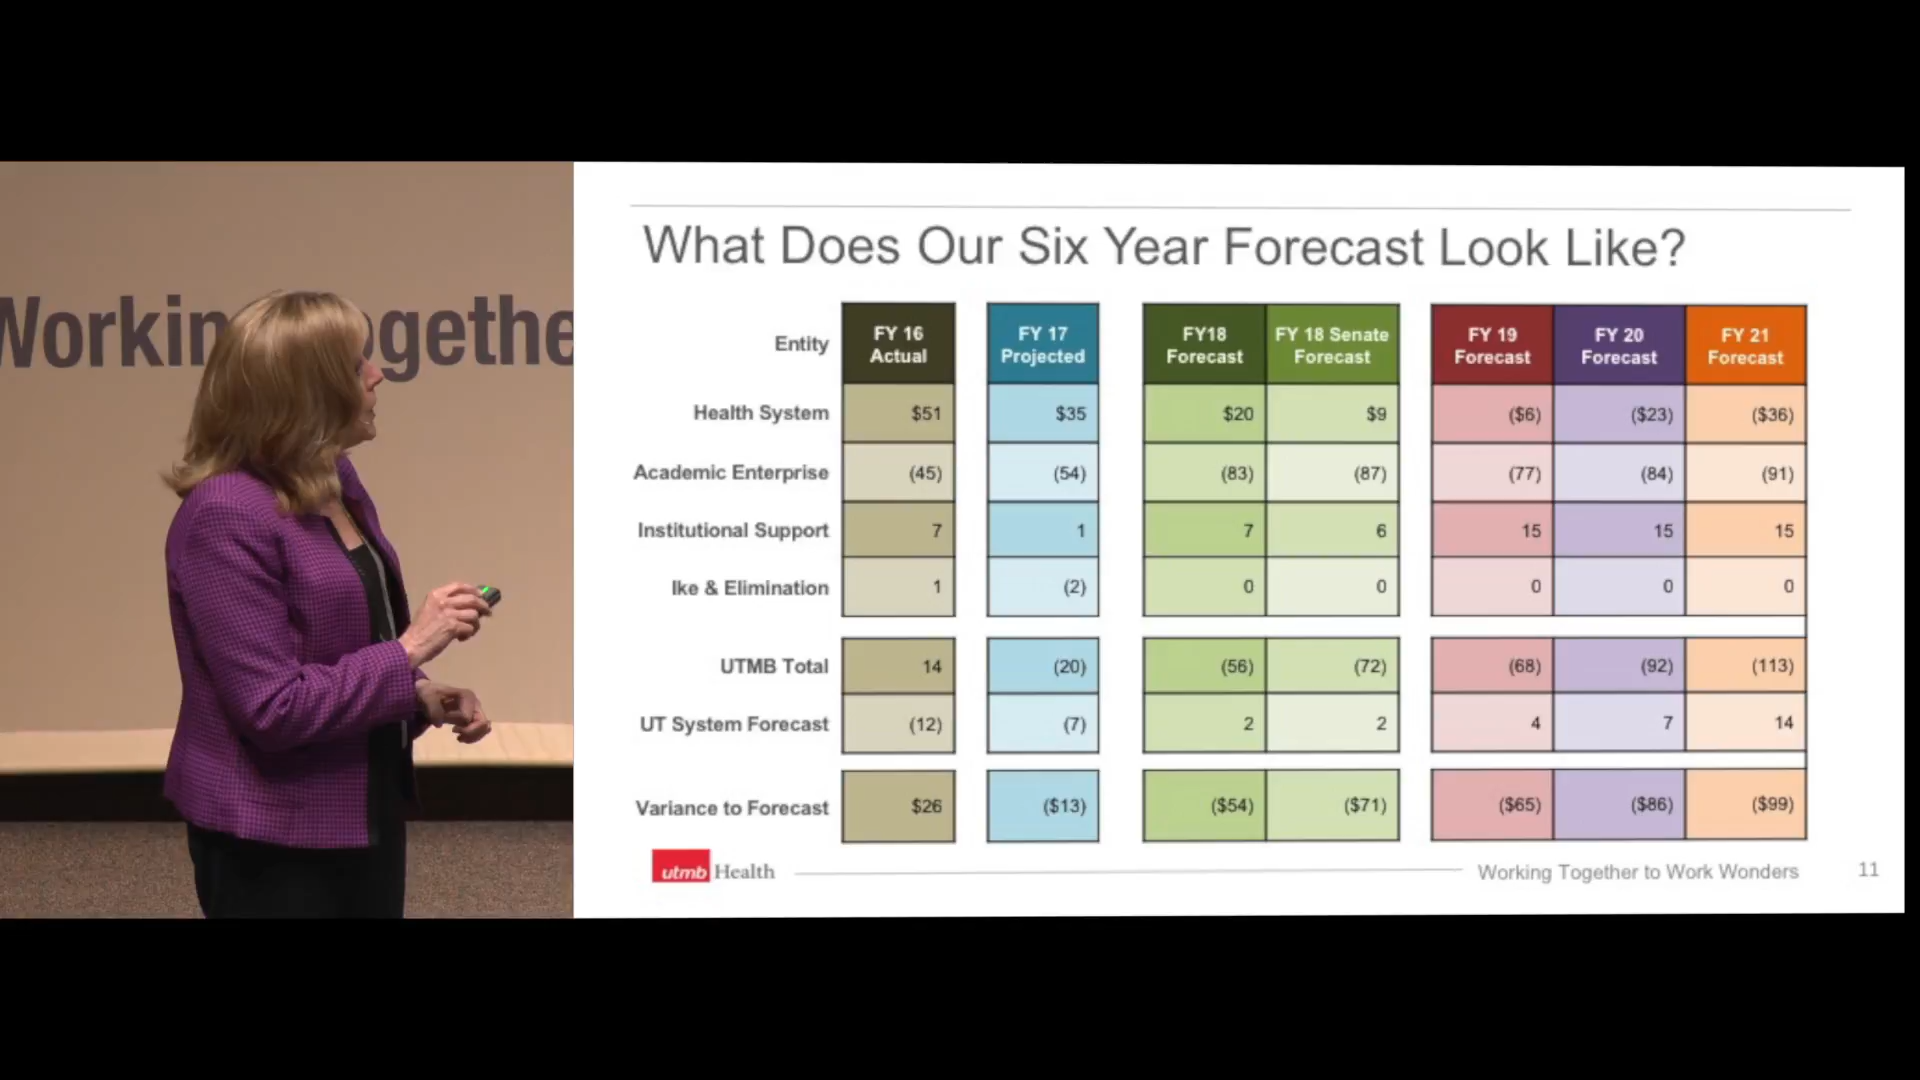 Workin ogethe
What Does Our Six Year Forecast Look Like?
Entity FY 16 Actual FY 17 Projected FY18 Forecast FY 18 Senate Forecast FY 19 Forecast FY 20 Forecast FY 21 Forecast
Health System $51 $35 $20 $9 ($6) ($23) ($36)
Academic Enterprise (45) (54) (83) (87) (77) (84) (91)
Institutional Support 7 1 7 6 15 15 15
Ike & Elimination 1 (2) 0 0 0 0 0
UTMB Total 14 (20) (56) (72) (68) (92) (113)
UT System Forecast (12) (7) 2 2 4 7 14
Variance to Forecast $26 ($13) ($54) ($71) ($65) ($86) ($99)
utmb Health Working Together to Work Wonders 11